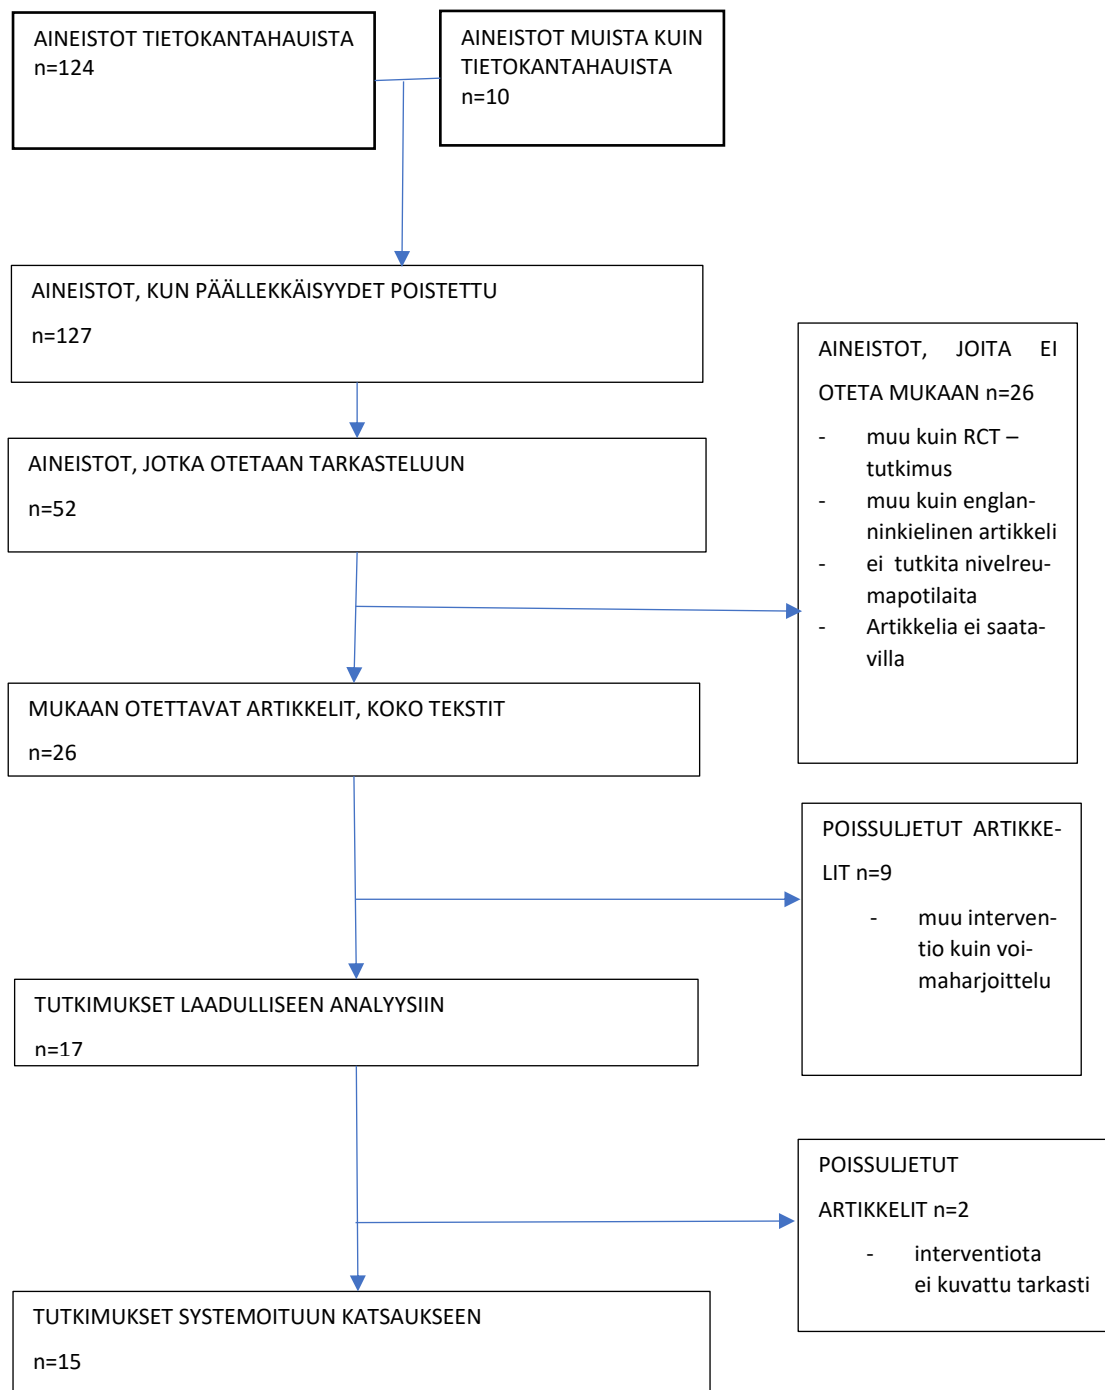 AINEISTOT TIETOKANTAHAUISTA
n=124
AINEISTOT MUISTA KUIN
TIETOKANTAHAUISTA
n=10
AINEISTOT, KUN PÄÄLLEKKÄISYYDET POISTETTU
n=127
AINEISTOT, JOITA EI
OTETA MUKAAN n=26
- muu kuin RCT –
tutkimus
- muu kuin englan-
ninkielinen artikkeli
- ei tutkita nivelreu-
mapotilaita
- Artikkelia ei saata-
villa
AINEISTOT, JOTKA OTETAAN TARKASTELUUN
n=52
MUKAAN OTETTAVAT ARTIKKELIT, KOKO TEKSTIT
n=26
POISSULJETUT ARTIKKE-
LIT n=9
- muu interven-
tio kuin voi-
maharjoittelu
TUTKIMUKSET LAADULLISEEN ANALYYSIIN
n=17
POISSULJETUT
ARTIKKELIT n=2
- interventiota
ei kuvattu tarkasti
TUTKIMUKSET SYSTEMOITUUN KATSAUKSEEN
n=15